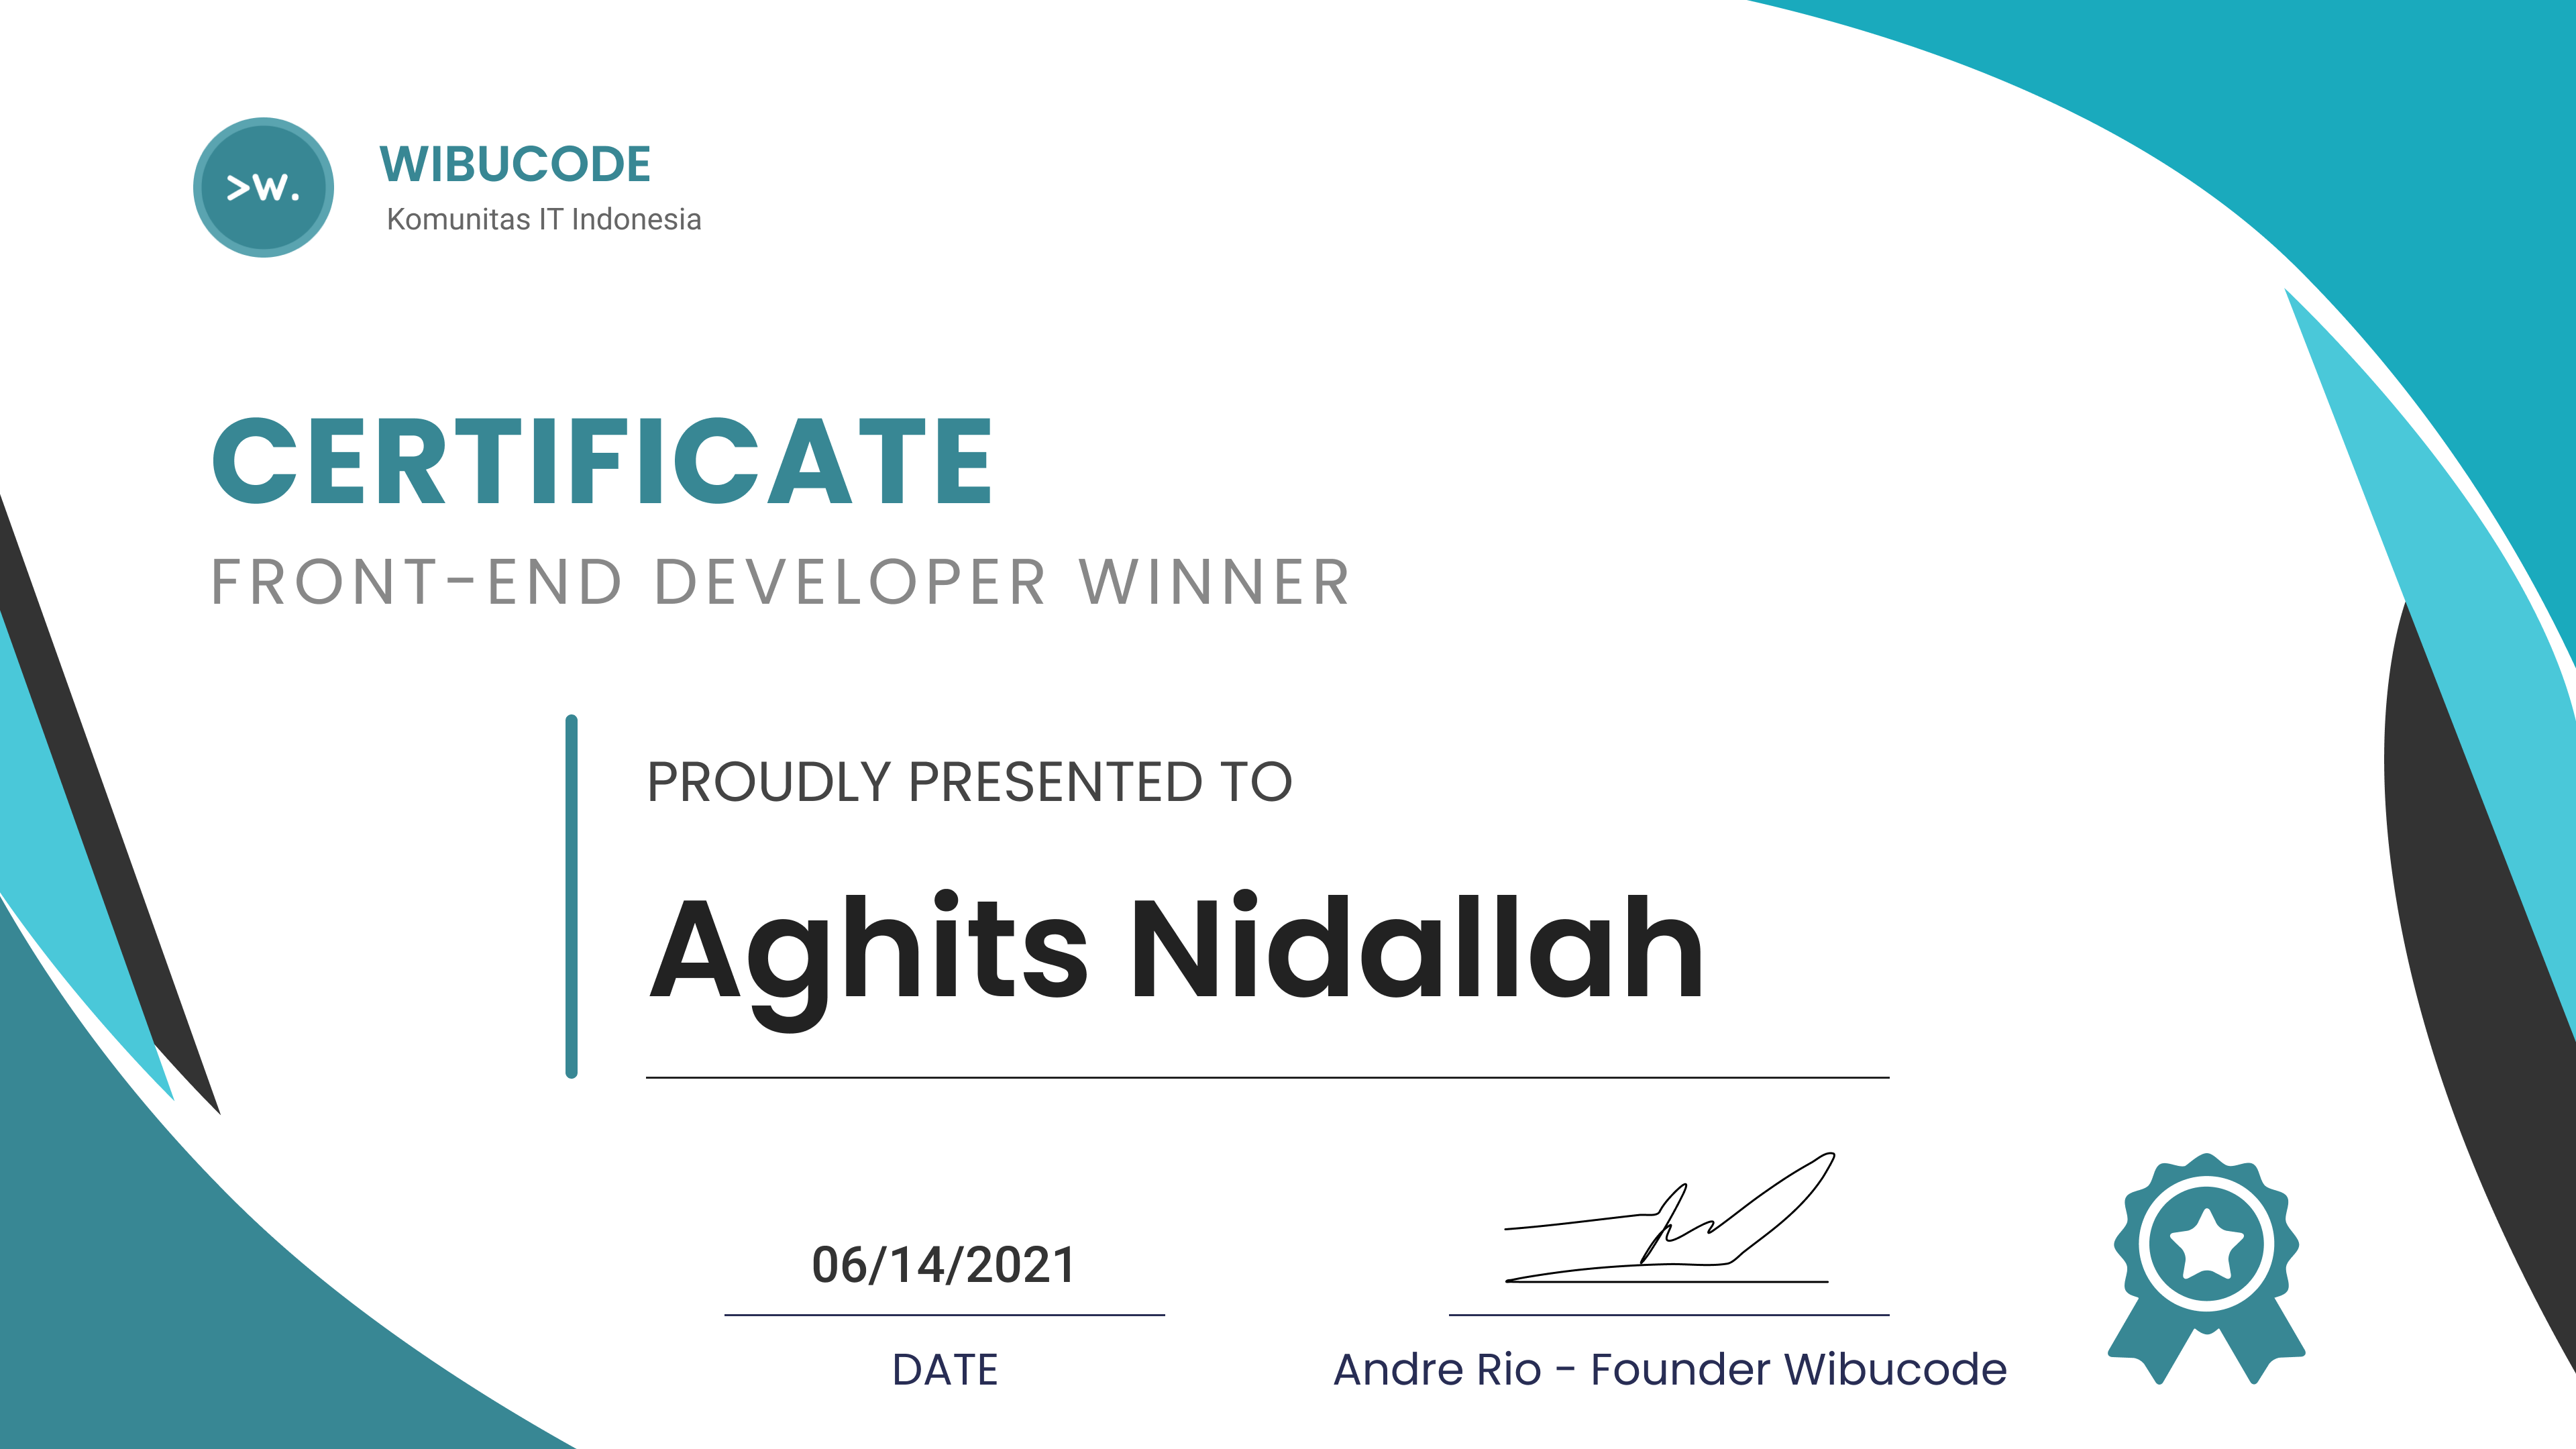 >w.
WIBUCODE
Komunitas IT Indonesia
CERTIFICATE
FRONT-END DEVELOPER WINNER
PROUDLY PRESENTED TO
Aghits Nidallah
06/14/2021
DATE
Andre Rio - Founder Wibucode